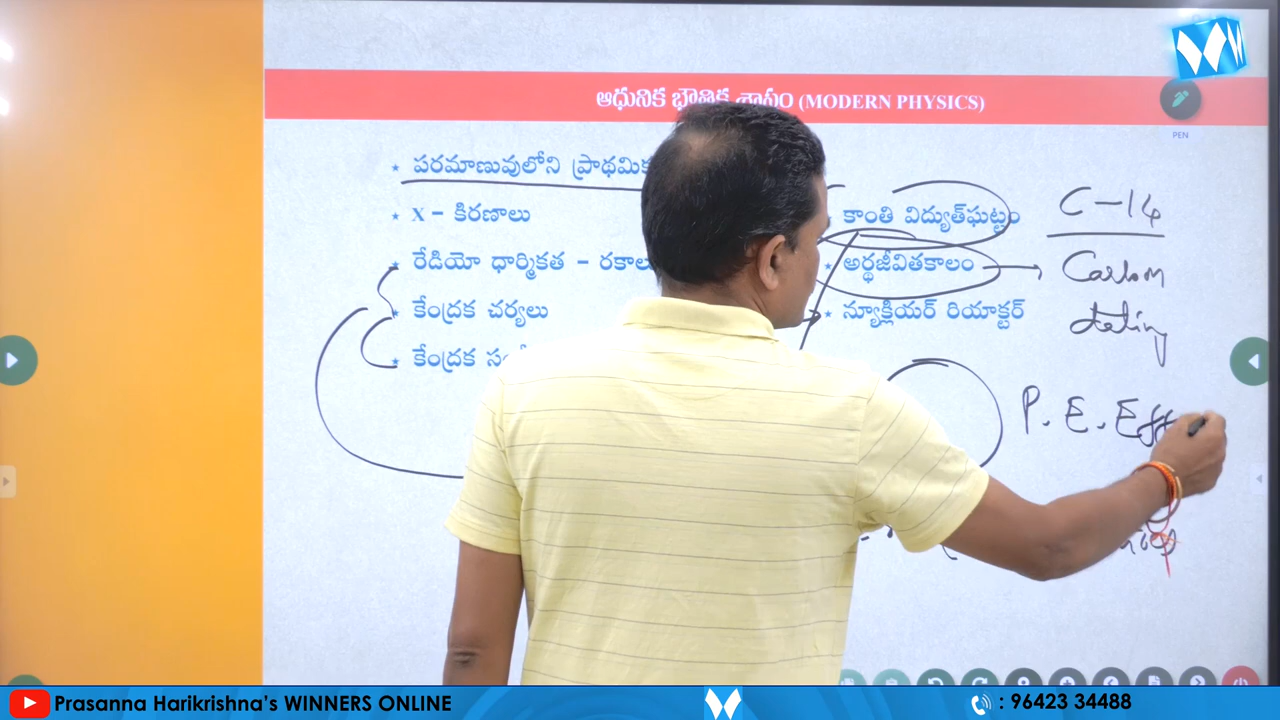 ఆధునిక భౌతిక శాస్త్రం (MODERN PHYSICS)
PEN
* పరమాణువులోని ప్రాథమిక
* X - కిరణాలు
* రేడియో ధార్మికత - రకాలు
* కేంద్రక చర్యలు
* కేంద్రక
కాంతి విద్యుత్‌ఘట్టం
* అర్ధజీవితకాలం
* న్యూక్లియర్ రియాక్టర్
C-14
Carbon
dating
P. E. Eff
Prasanna Harikrishna's WINNERS ONLINE
: 96423 34488